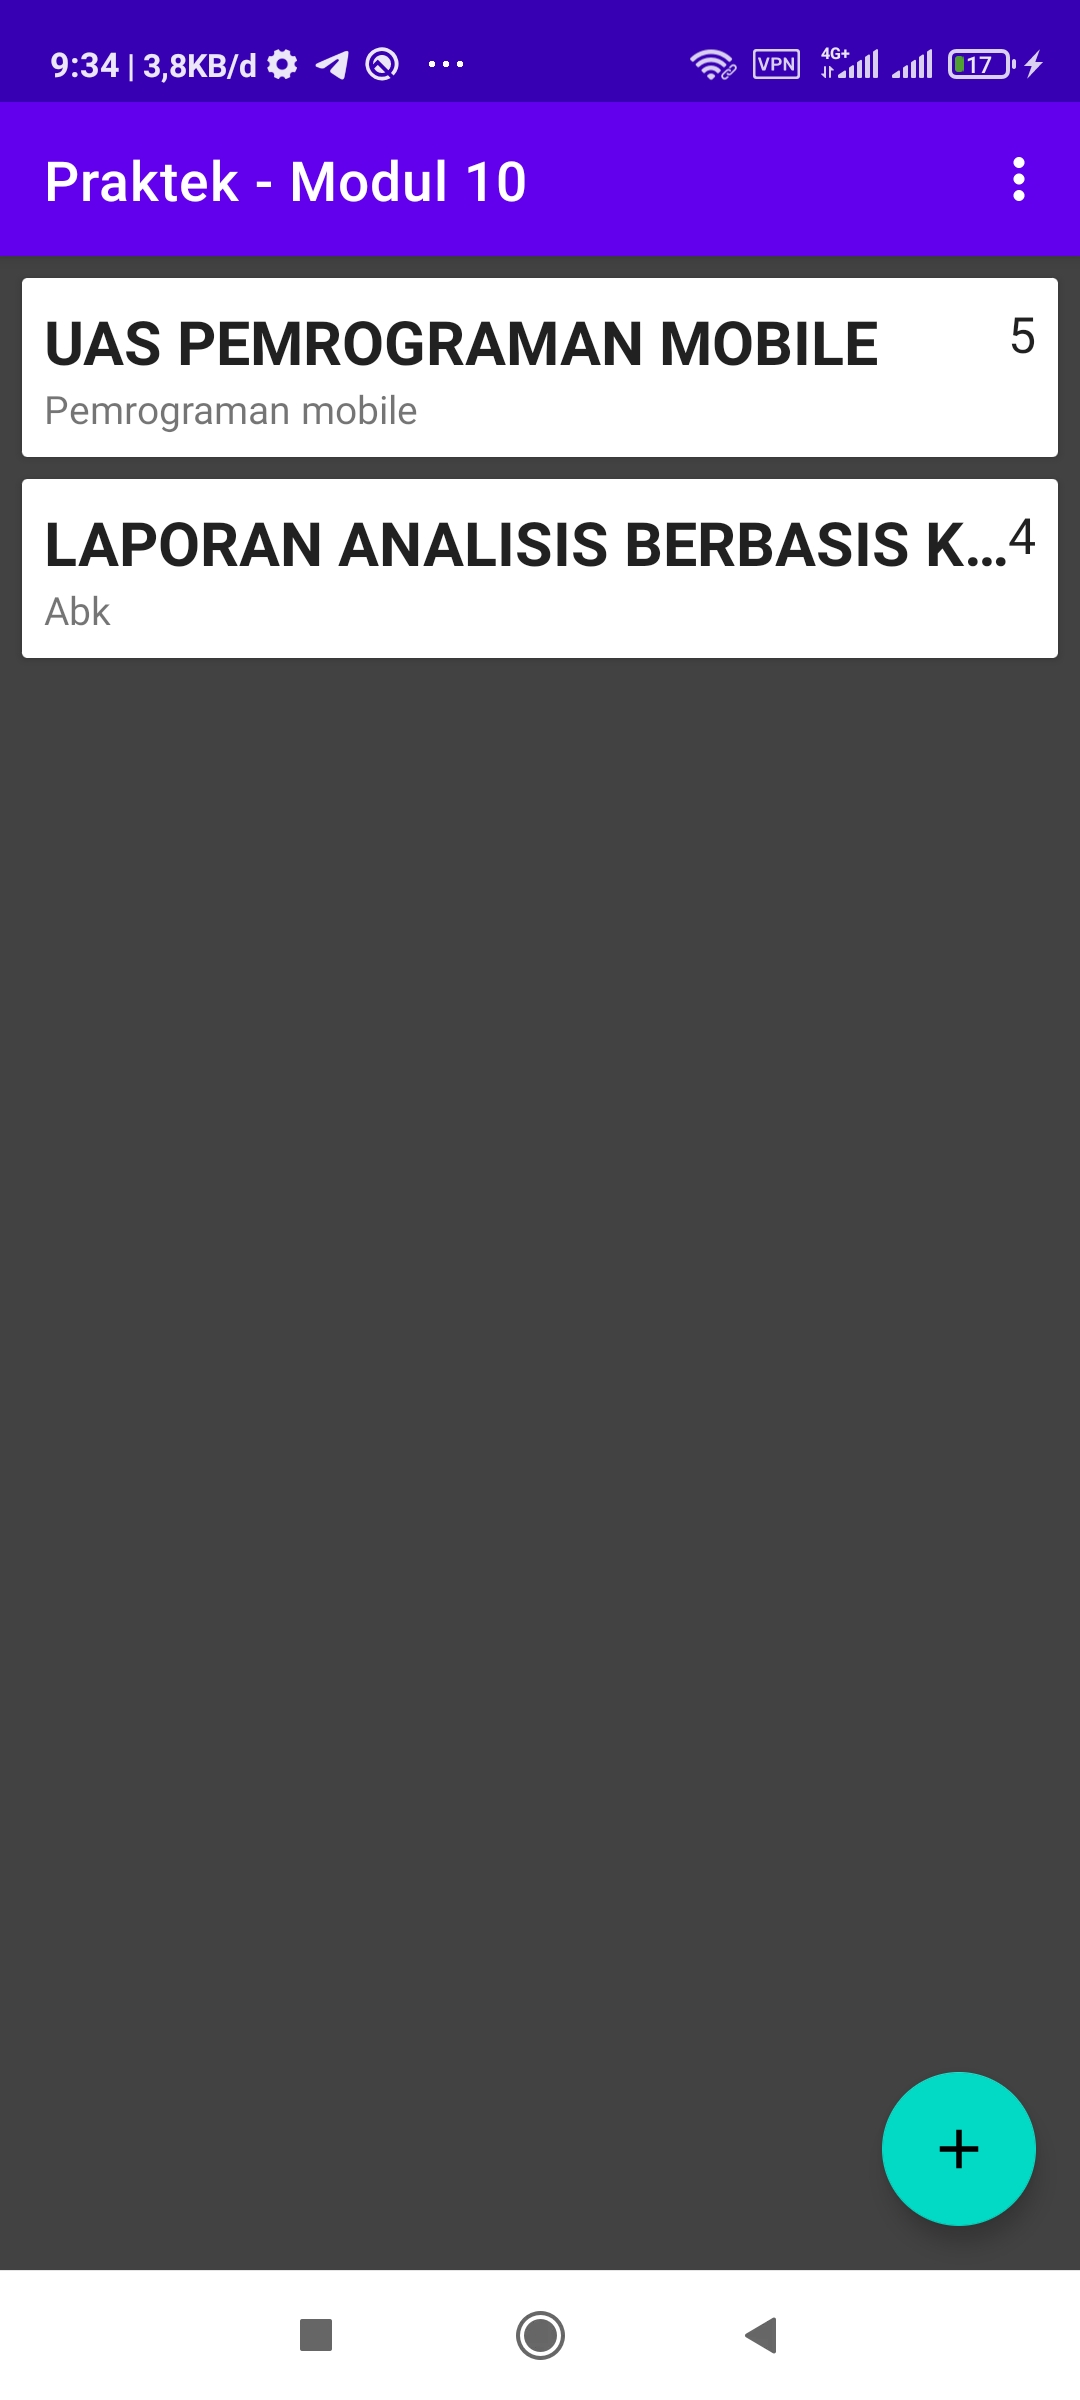 9:34 | 3,8KB/d ... VPN 4G+ 17
Praktek - Modul 10
UAS PEMROGRAMAN MOBILE 5
Pemrograman mobile
LAPORAN ANALISIS BERBASIS K... 4
Abk